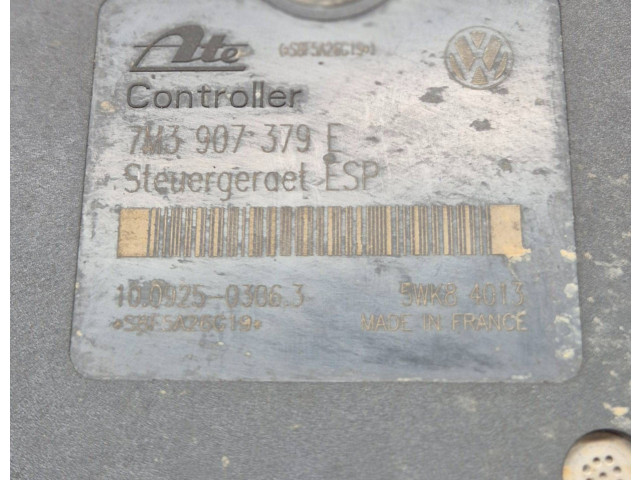 Ate
Controller
7M3 907 379 E
Steuergeraet ESP
10.0925-0386.3 5WK8 4013
MADE IN FRANCE